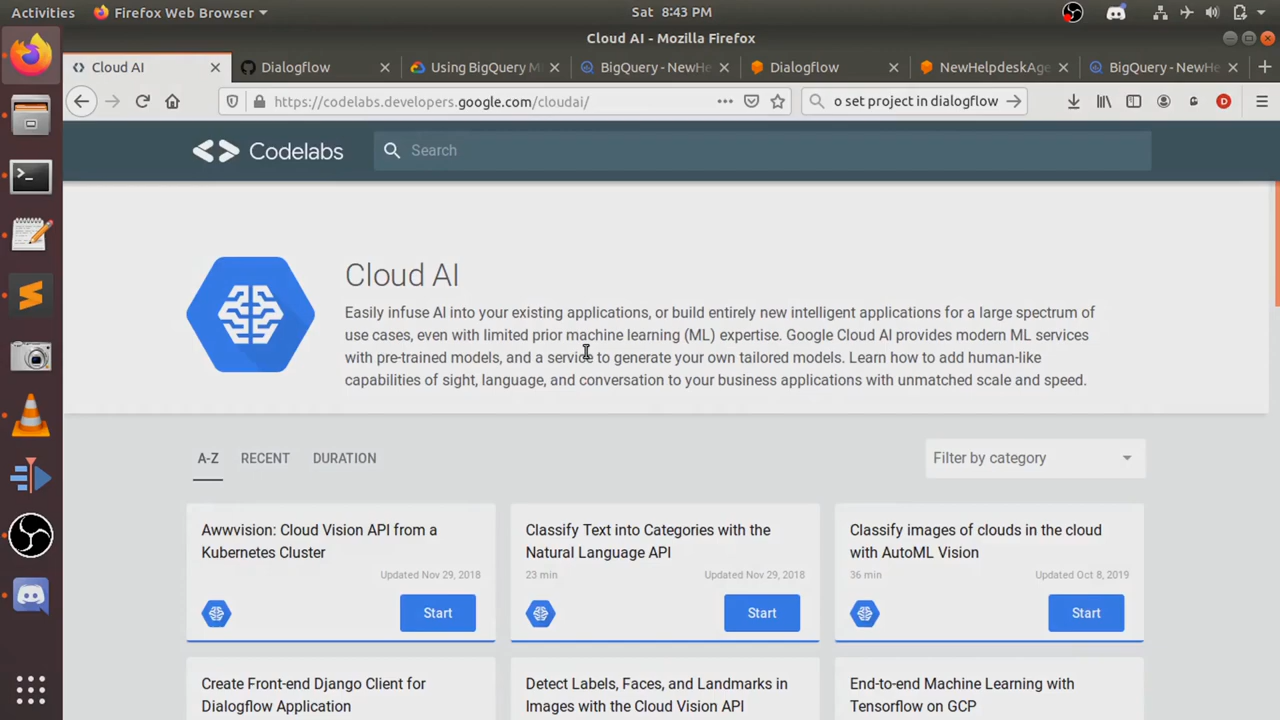 Activities
Firefox Web Browser
Sat 8:43 PM
Cloud AI - Mozilla Firefox
Cloud AI
Dialogflow
Using BigQuery M
BigQuery - NewHe
Dialogflow
NewHelpdeskAge
BigQuery - NewHe
https://codelabs.developers.google.com/cloudai/
o set project in dialogflow
Codelabs
Search
Cloud AI
Easily infuse AI into your existing applications, or build entirely new intelligent applications for a large spectrum of
use cases, even with limited prior machine learning (ML) expertise. Google Cloud AI provides modern ML services
with pre-trained models, and a service to generate your own tailored models. Learn how to add human-like
capabilities of sight, language, and conversation to your business applications with unmatched scale and speed.
A-Z
RECENT
DURATION
Filter by category
Awwvision: Cloud Vision API from a
Kubernetes Cluster
Updated Nov 29, 2018
Start
Classify Text into Categories with the
Natural Language API
23 min
Updated Nov 29, 2018
Start
Classify images of clouds in the cloud
with AutoML Vision
36 min
Updated Oct 8, 2019
Start
Create Front-end Django Client for
Dialogflow Application
Detect Labels, Faces, and Landmarks in
Images with the Cloud Vision API
End-to-end Machine Learning with
Tensorflow on GCP